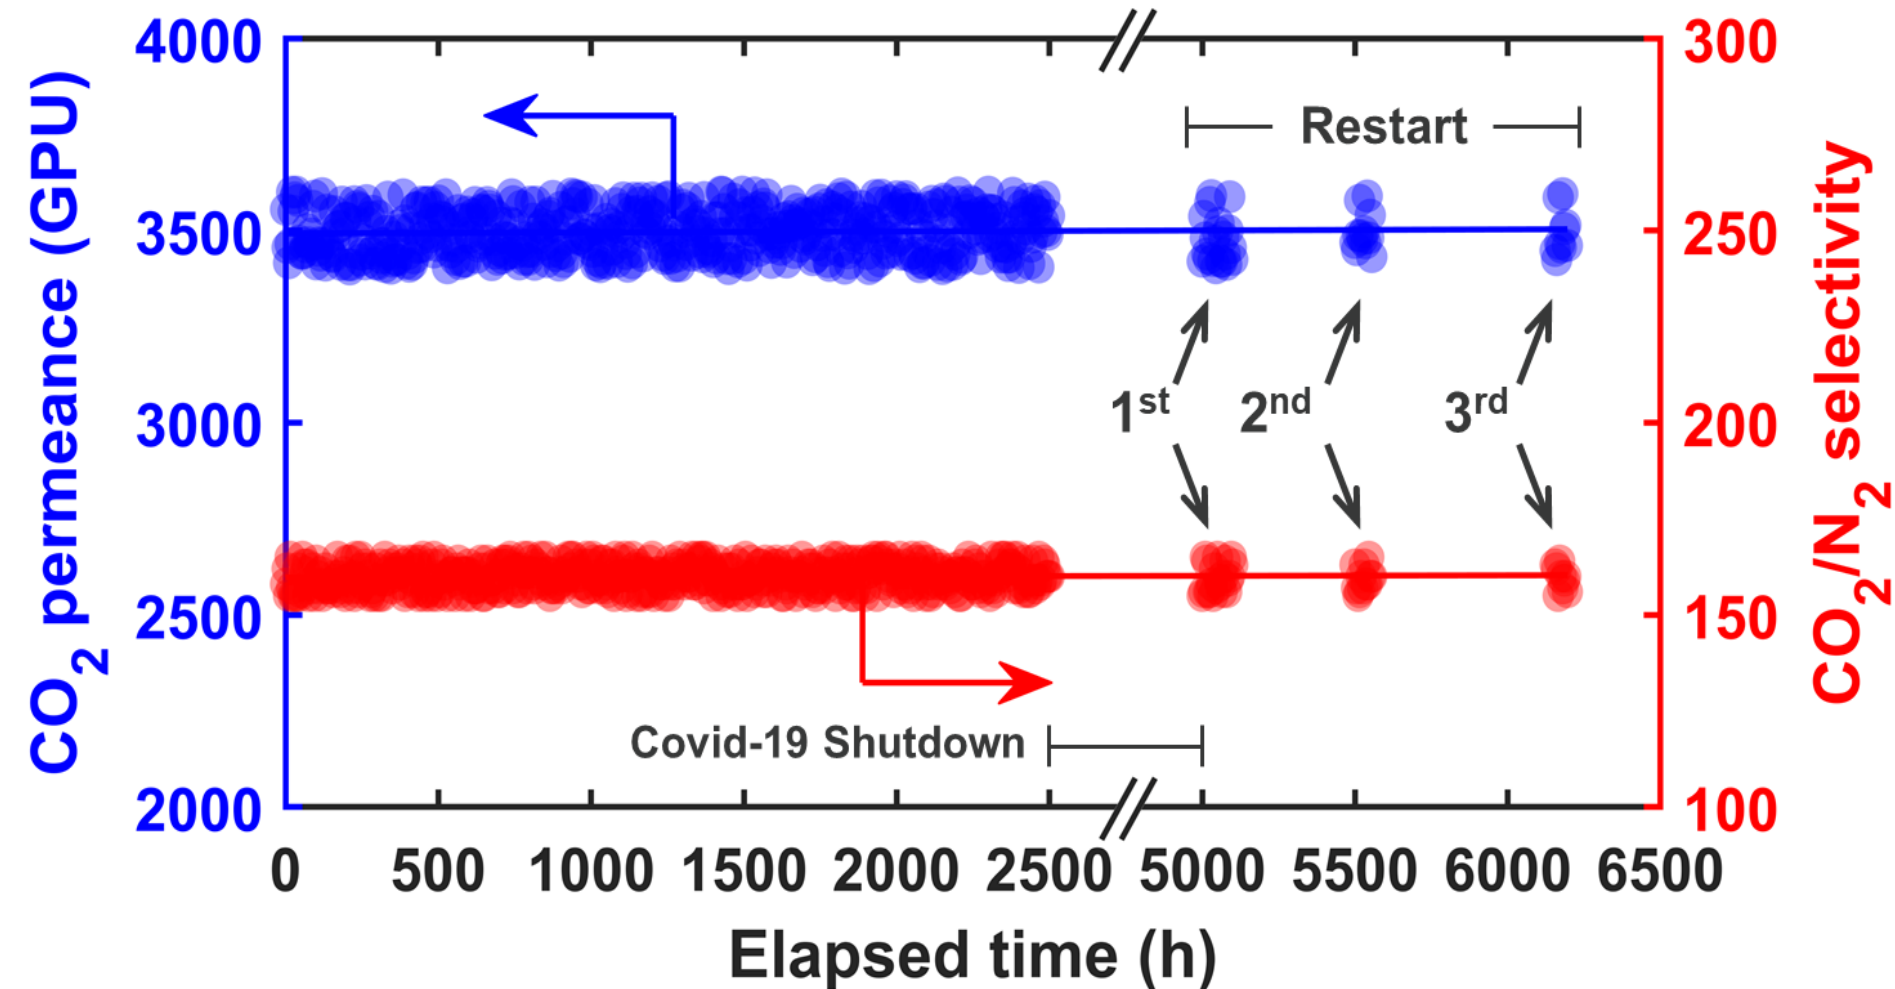 CO2 permeance (GPU)
4000
3500
3000
2500
2000
300
250
200
150
100
CO2/N2 selectivity
Restart
1st 2nd 3rd
Covid-19 Shutdown
0 500 1000 1500 2000 2500 5000 5500 6000 6500
Elapsed time (h)